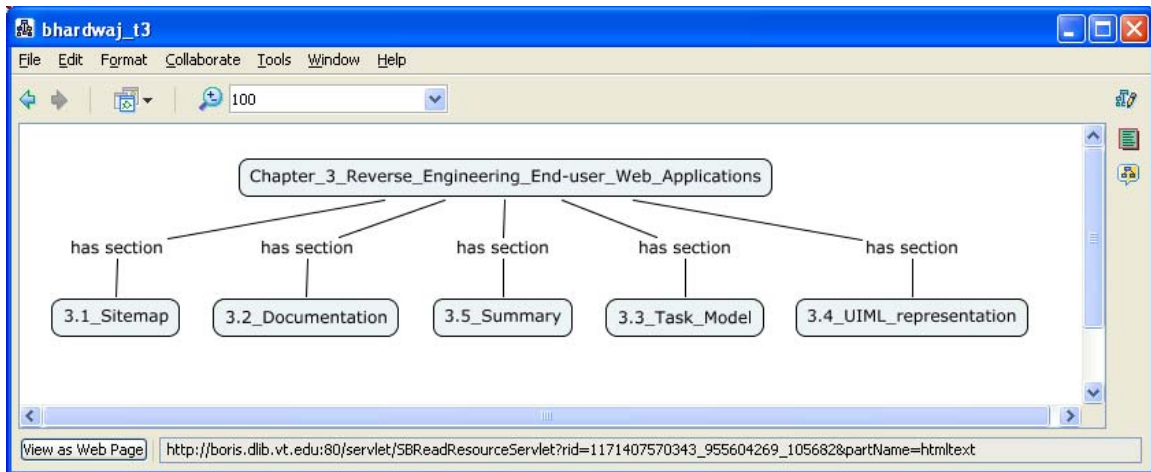 bhardwaj_t3
File Edit Format Collaborate Tools Window Help
100
Chapter_3_Reverse_Engineering_End-user_Web_Applications
has section has section has section has section has section
3.1_Sitemap 3.2_Documentation 3.5_Summary 3.3_Task_Model 3.4_UIML_representation
View as Web Page http://boris.dlib.vt.edu:80/servlet/SBReadResourceServlet?rid=1171407570343_955604269_105682&partName=htmltext